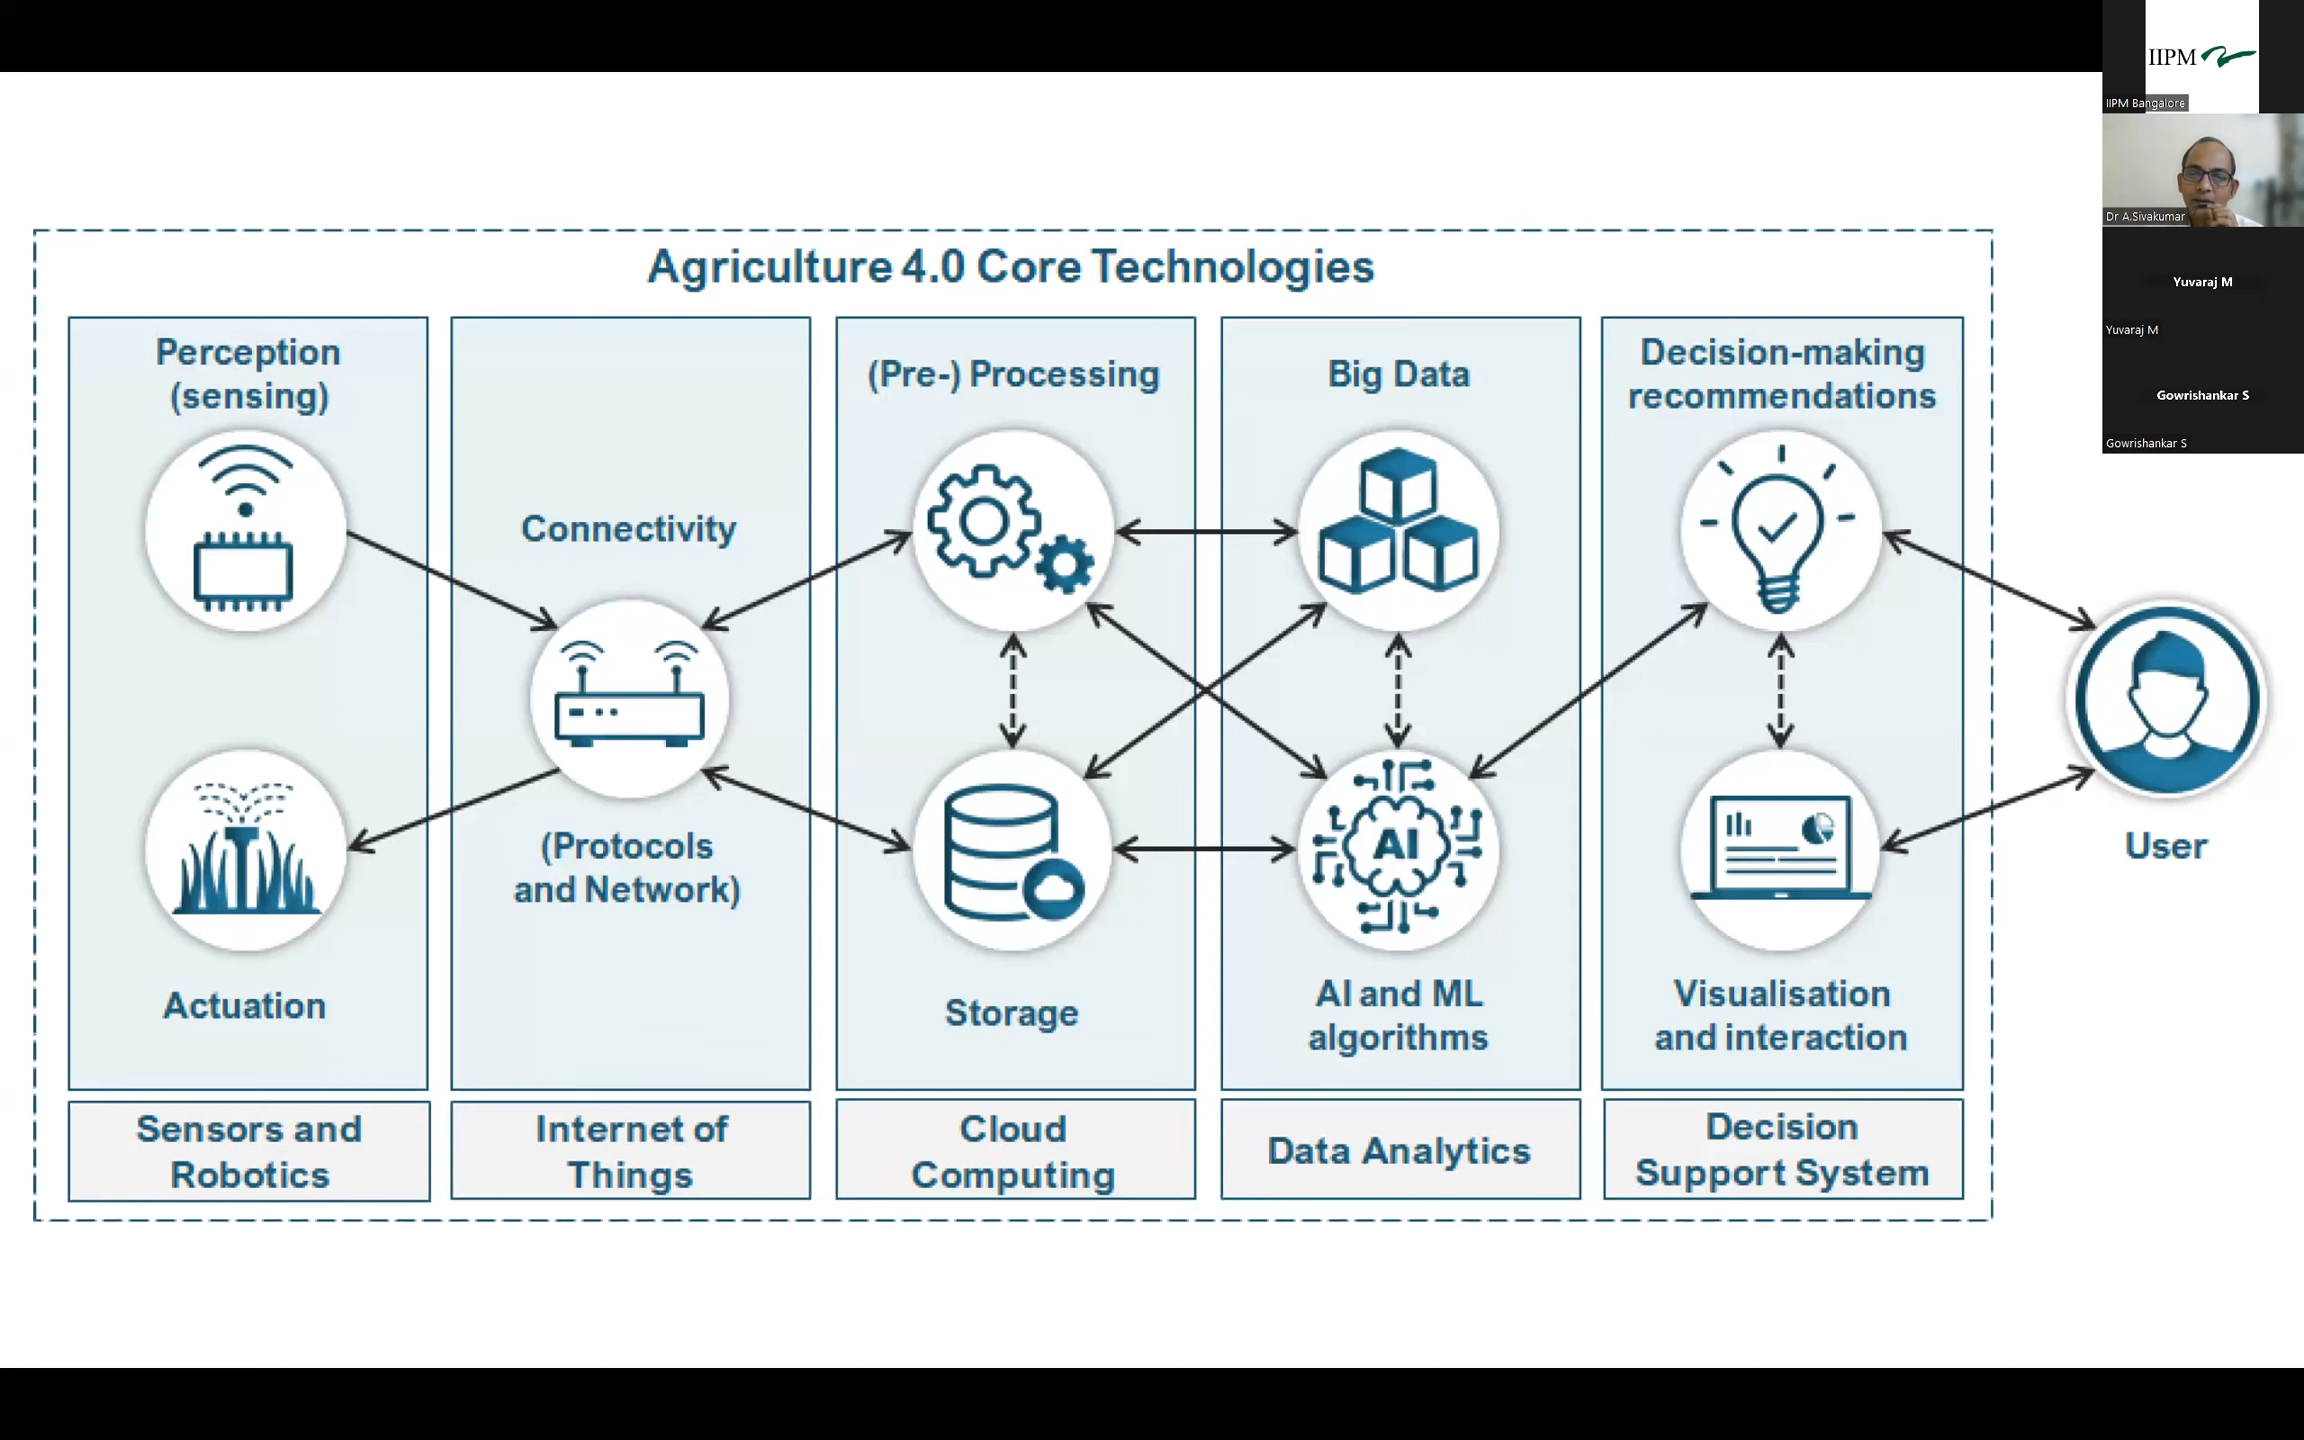 Agriculture 4.0 Core Technologies
Perception
(sensing)
Actuation
Sensors and
Robotics
Connectivity
(Protocols
and Network)
Internet of
Things
(Pre-) Processing
Storage
Cloud
Computing
Big Data
AI
AI and ML
algorithms
Data Analytics
Decision-making
recommendations
Visualisation
and interaction
Decision
Support System
User
IIPM
IIPM Bangalore
Dr A.Sivakumar
Yuvaraj M
Yuvaraj M
Gowrishankar S
Gowrishankar S